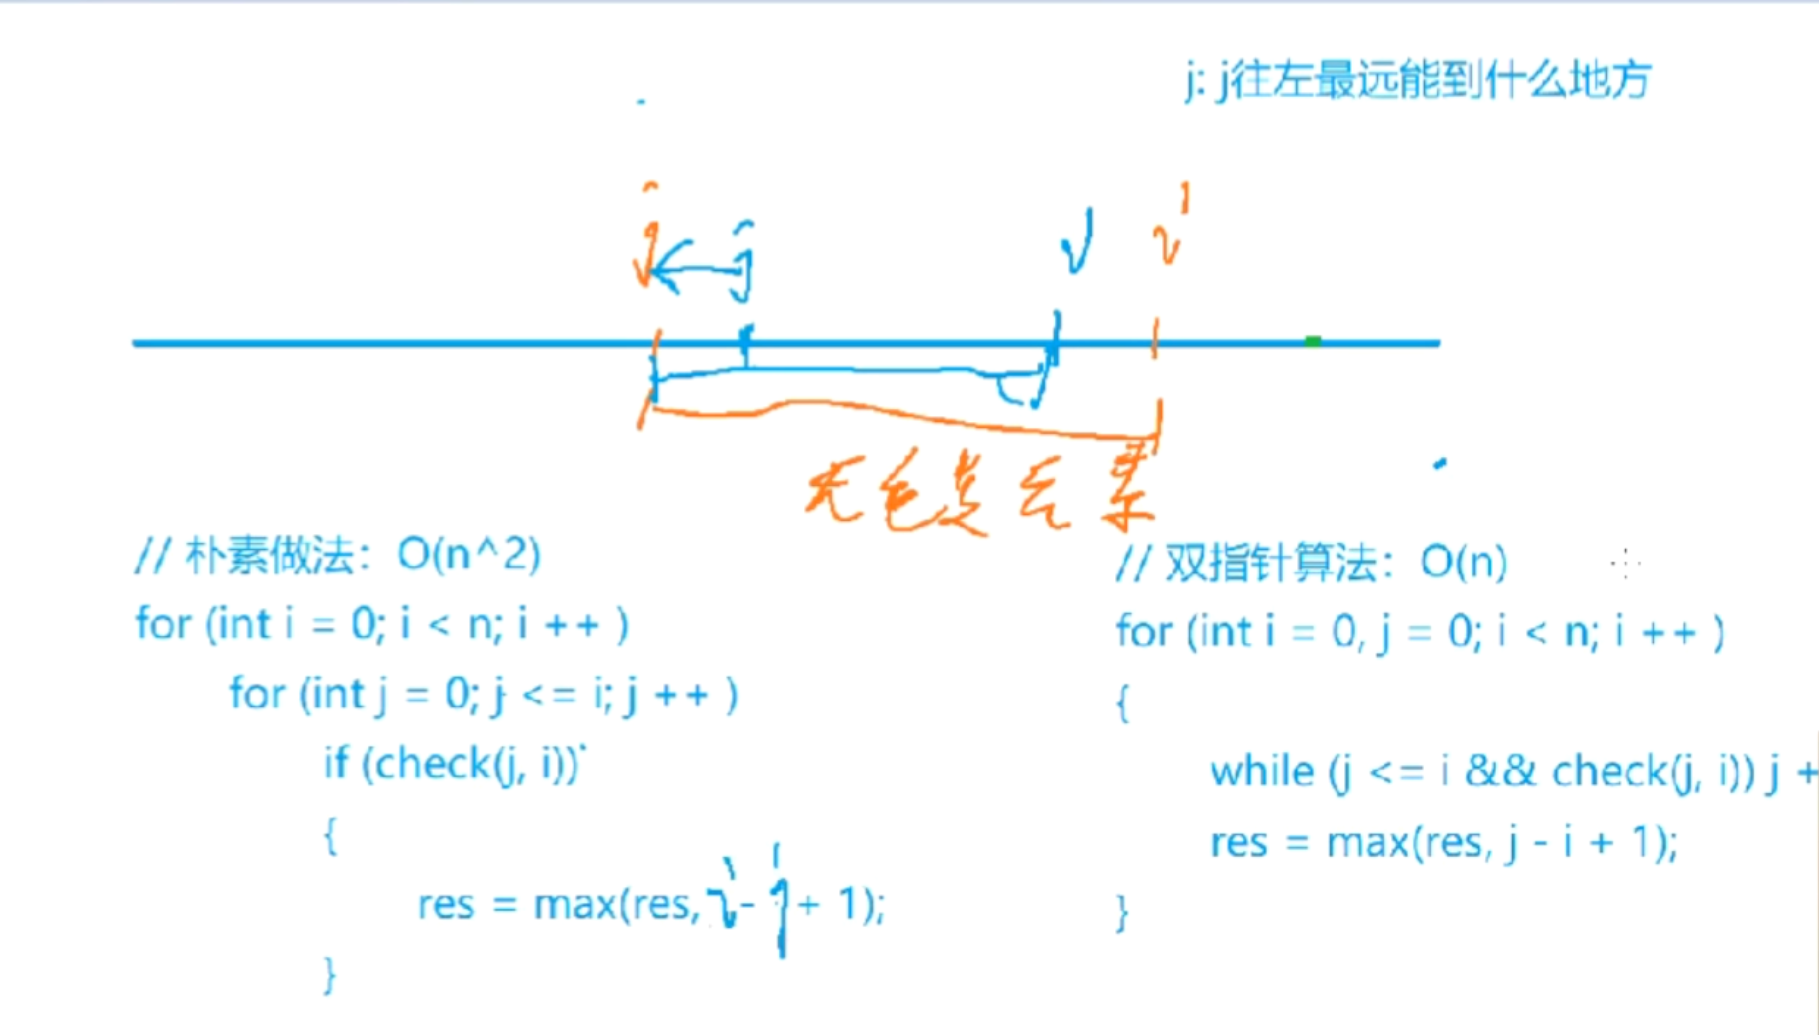 j: j往左最远能到什么地方
j j i i'
无重复元素
// 朴素做法：O(n^2)
for (int i = 0; i < n; i ++ )
for (int j = 0; j <= i; j ++ )
if (check(j, i))
{
res = max(res, i - j + 1);
}
// 双指针算法：O(n)
for (int i = 0, j = 0; i < n; i ++ )
{
while (j <= i && check(j, i)) j +
res = max(res, j - i + 1);
}